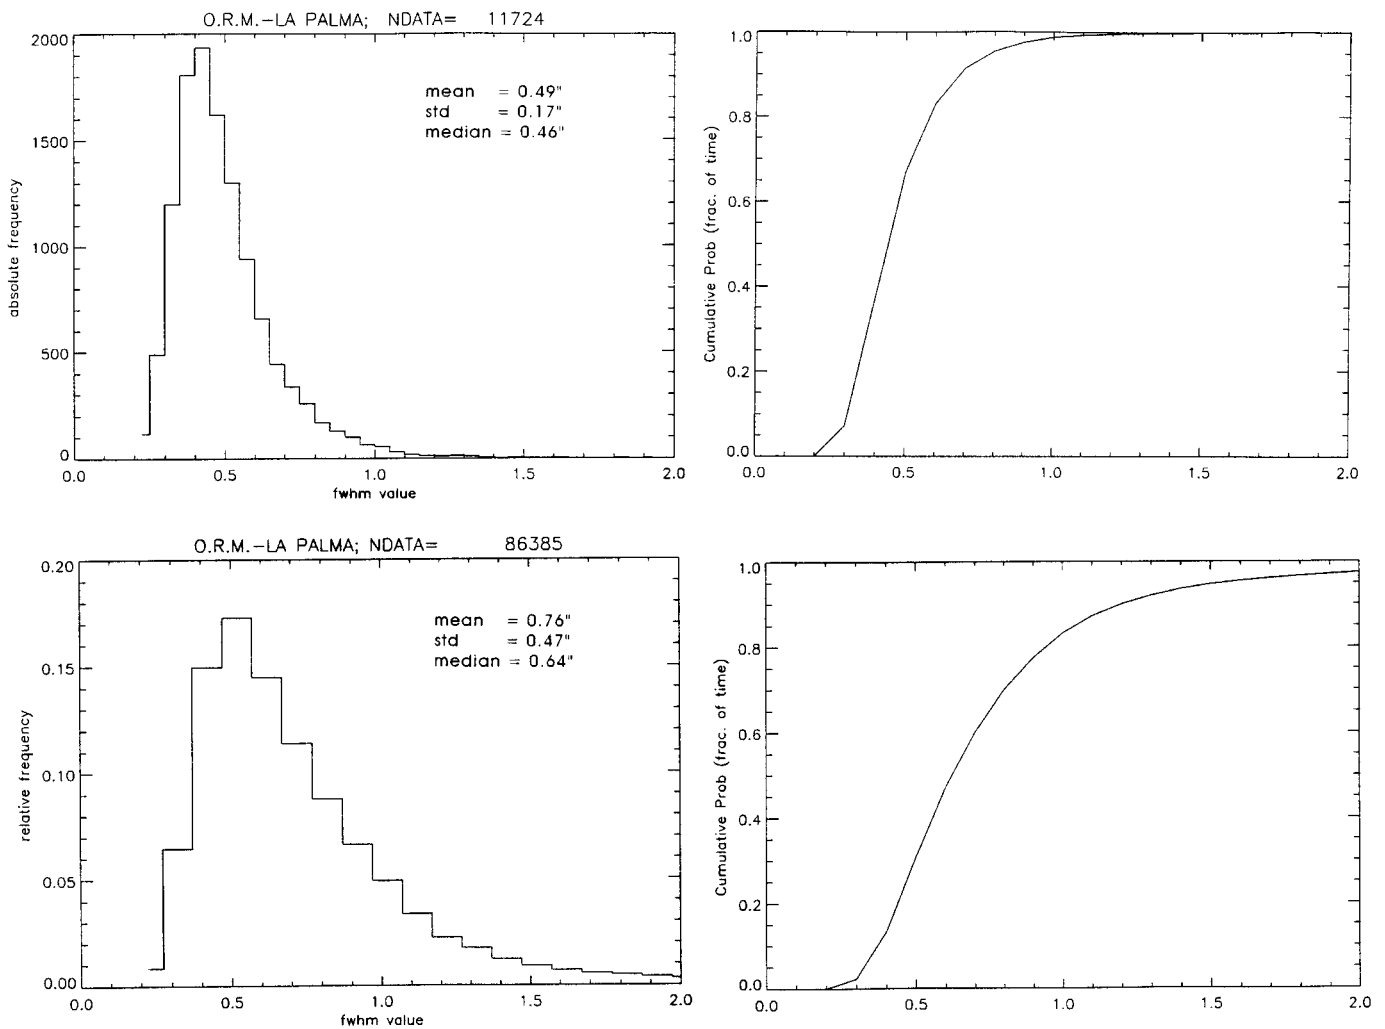 O.R.M.-LA PALMA; NDATA= 11724
2000
1500
1000
500
0
absolute frequency
mean = 0.49"
std = 0.17"
median = 0.46"
0.0 0.5 1.0 1.5 2.0
fwhm value
1.0
0.8
0.6
0.4
0.2
0.0
Cumulative Prob (frac. of time)
0.0 0.5 1.0 1.5 2.0
O.R.M.-LA PALMA; NDATA= 86385
0.20
0.15
0.10
0.05
0.00
relative frequency
mean = 0.76"
std = 0.47"
median = 0.64"
0.0 0.5 1.0 1.5 2.0
fwhm value
1.0
0.8
0.6
0.4
0.2
0.0
Cumulative Prob (frac. of time)
0.0 0.5 1.0 1.5 2.0